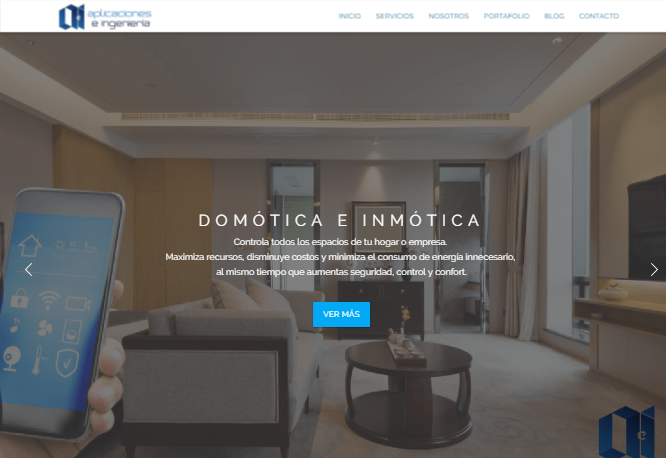 aplicaciones
e ingeniería
INICIO SERVICIOS NOSOTROS PORTAFOLIO BLOG CONTACTO
DOMÓTICA E INMÓTICA
Controla todos los espacios de tu hogar o empresa.
Maximiza recursos, disminuye costos y minimiza el consumo de energía innecesario,
al mismo tiempo que aumentas seguridad, control y confort.
VER MÁS